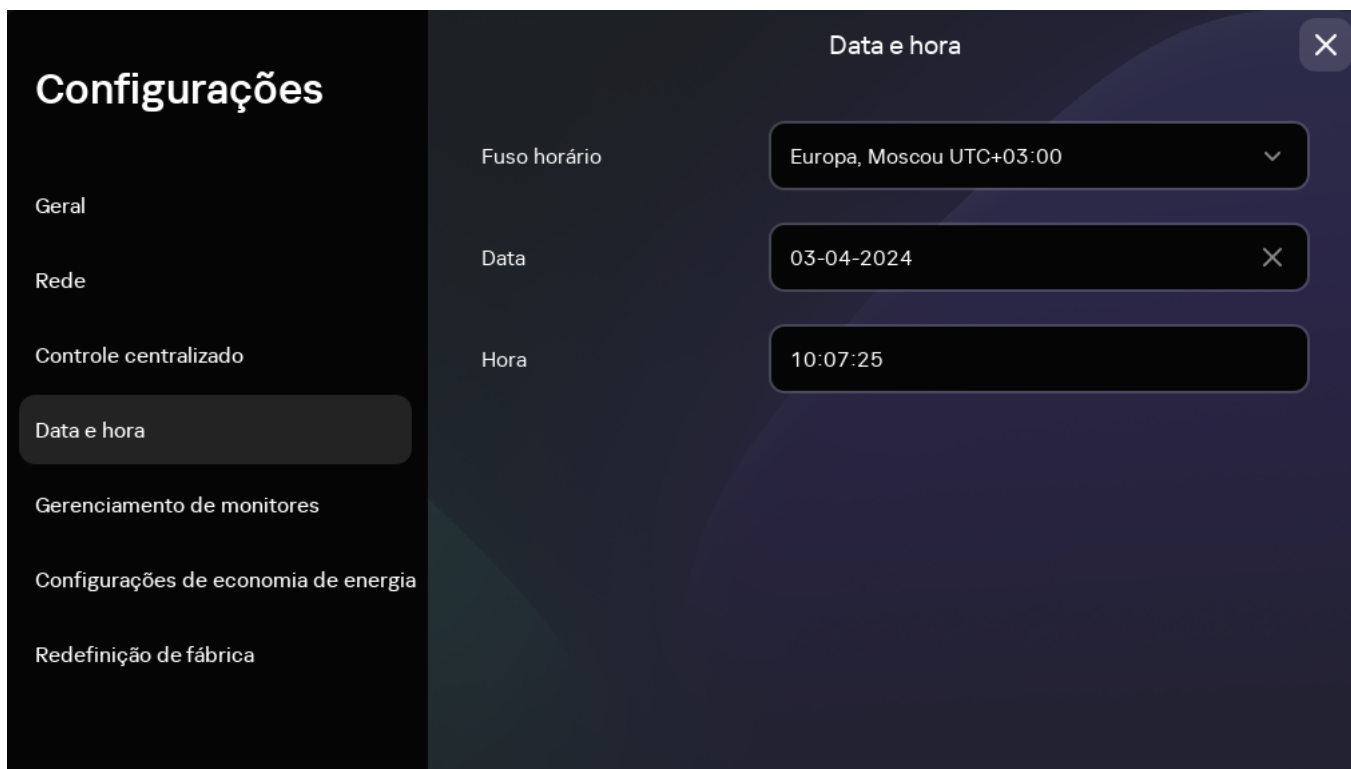 Configurações
Geral
Rede
Controle centralizado
Data e hora
Gerenciamento de monitores
Configurações de economia de energia
Redefinição de fábrica
Data e hora
Fuso horário
Europa, Moscou UTC+03:00
Data
03-04-2024
Hora
10:07:25